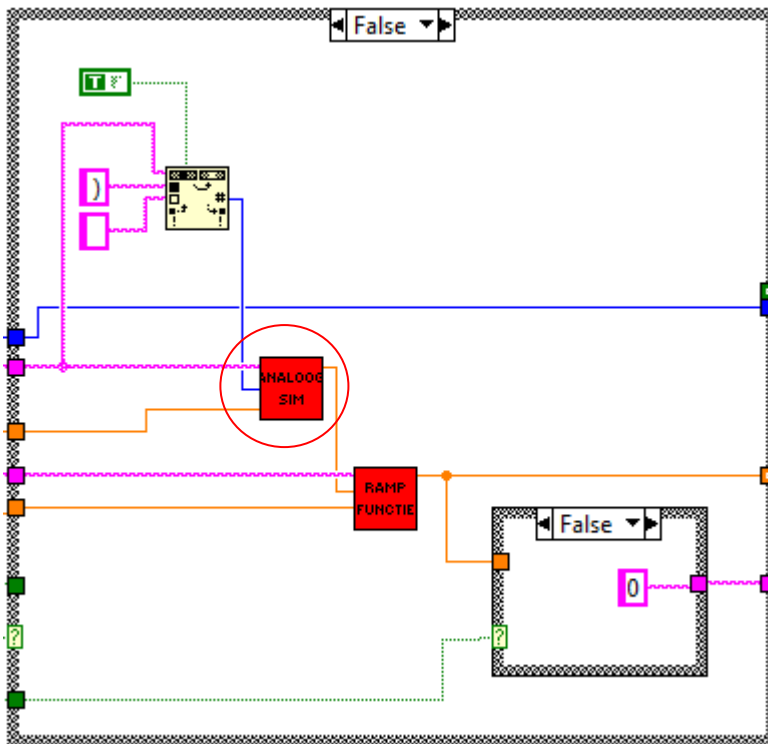 False
T
)
#
ANALOOG
SIM
RAMP
FUNCTIE
False
0
?
?